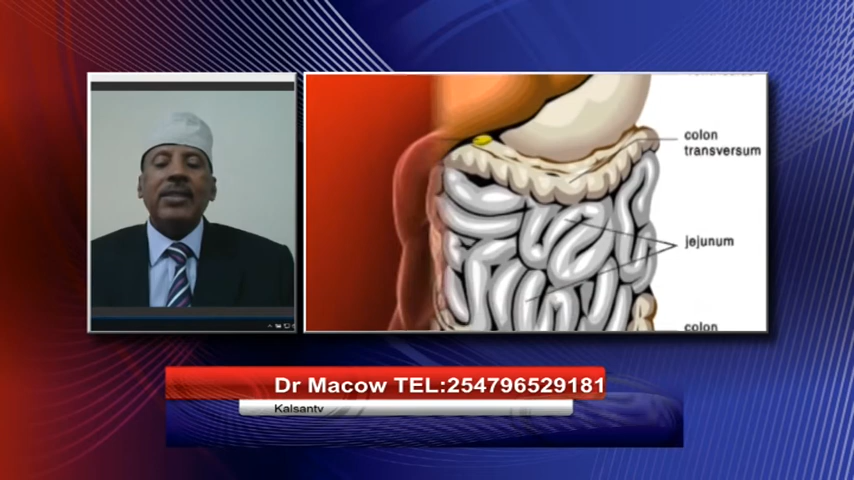 colon
transversum
jejunum
colon
Dr Macow TEL:254796529181
Kalsantv